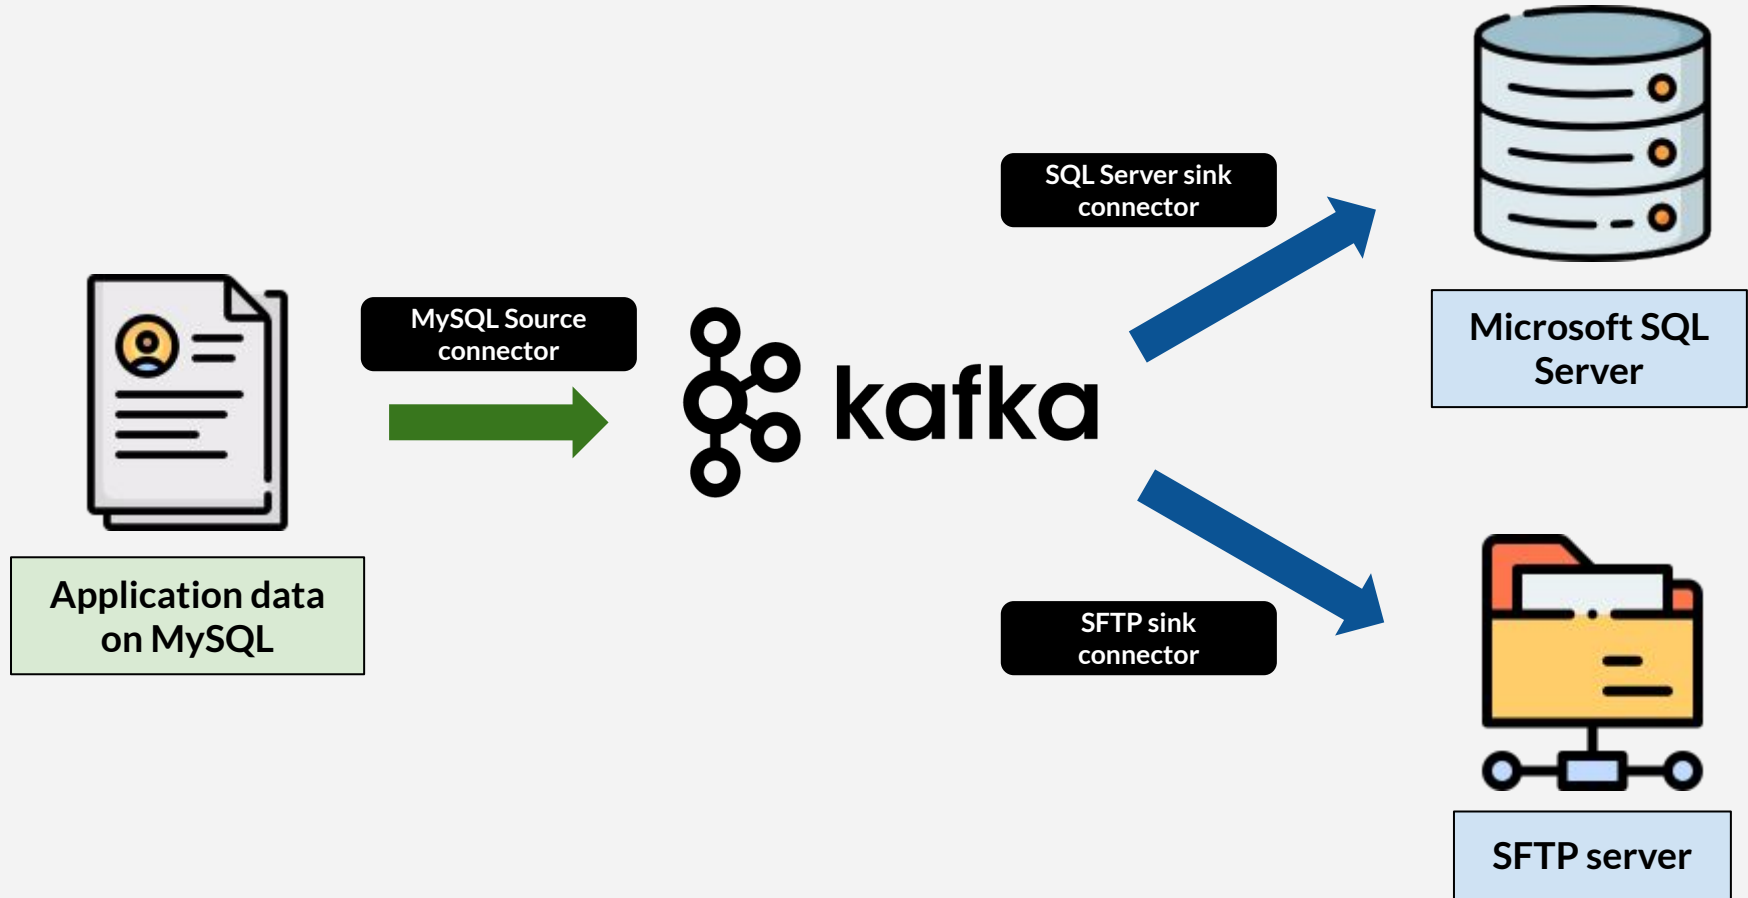 SQL Server sink
connector
MySQL Source
connector
kafka
Microsoft SQL
Server
Application data
on MySQL
SFTP sink
connector
SFTP server